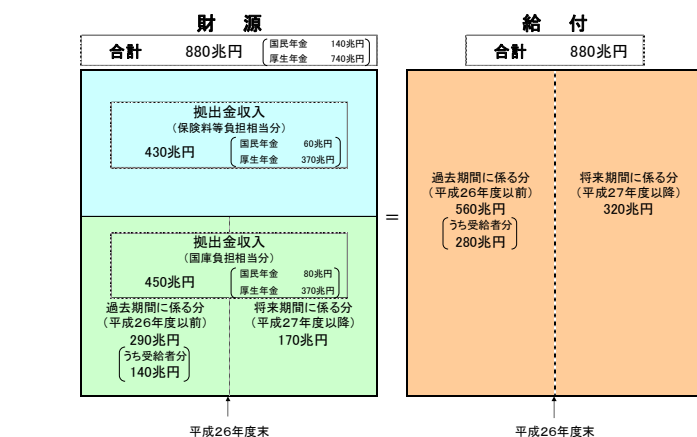 財 源
合計 880兆円 国民年金 140兆円
厚生年金 740兆円
拠出金収入
（保険料等負担相当分）
430兆円 国民年金 60兆円
厚生年金 370兆円
拠出金収入
（国庫負担相当分）
450兆円 国民年金 80兆円
厚生年金 370兆円
過去期間に係る分
（平成26年度以前）
290兆円
うち受給者分
140兆円
将来期間に係る分
（平成27年度以降）
170兆円
平成26年度末
=
給 付
合計 880兆円
過去期間に係る分
（平成26年度以前）
560兆円
うち受給者分
280兆円
将来期間に係る分
（平成27年度以降）
320兆円
平成26年度末